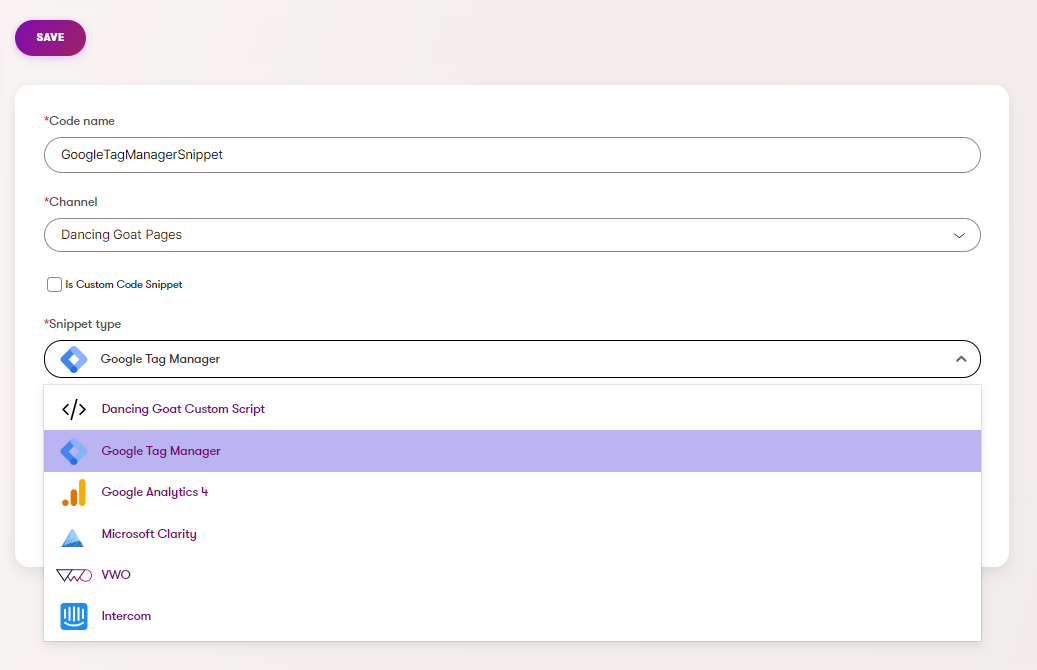 SAVE
*Code name
GoogleTagManagerSnippet
*Channel
Dancing Goat Pages
Is Custom Code Snippet
*Snippet type
Google Tag Manager
Dancing Goat Custom Script
Google Tag Manager
Google Analytics 4
Microsoft Clarity
VWO VWO
Intercom